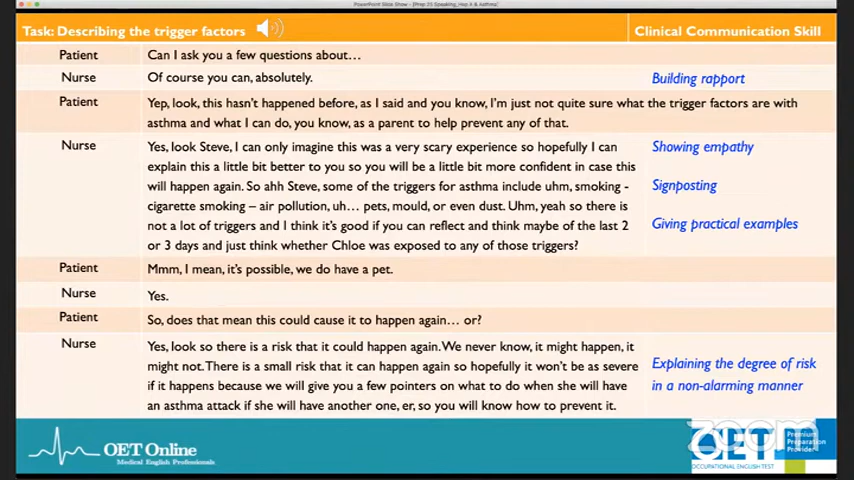 PowerPoint Slide Show - [Prep 25 Speaking_Hep A & Asthma]
Task: Describing the trigger factors
Clinical Communication Skill
Patient
Can I ask you a few questions about…
Nurse
Of course you can, absolutely.
Building rapport
Patient
Yep, look, this hasn't happened before, as I said and you know, I'm just not quite sure what the trigger factors are with
asthma and what I can do, you know, as a parent to help prevent any of that.
Nurse
Yes, look Steve, I can only imagine this was a very scary experience so hopefully I can
explain this a little bit better to you so you will be a little bit more confident in case this
will happen again. So ahh Steve, some of the triggers for asthma include uhm, smoking -
cigarette smoking – air pollution, uh… pets, mould, or even dust. Uhm, yeah so there is
not a lot of triggers and I think it's good if you can reflect and think maybe of the last 2
or 3 days and just think whether Chloe was exposed to any of those triggers?
Showing empathy
Signposting
Giving practical examples
Patient
Mmm, I mean, it's possible, we do have a pet.
Nurse
Yes.
Patient
So, does that mean this could cause it to happen again… or?
Nurse
Yes, look so there is a risk that it could happen again. We never know, it might happen, it
might not. There is a small risk that it can happen again so hopefully it won't be as severe
if it happens because we will give you a few pointers on what to do when she will have
an asthma attack if she will have another one, er, so you will know how to prevent it.
Explaining the degree of risk
in a non-alarming manner
OET Online
Medical English Professionals
zoom
OET
OCCUPATIONAL ENGLISH TEST
Premium
Preparation
Provider